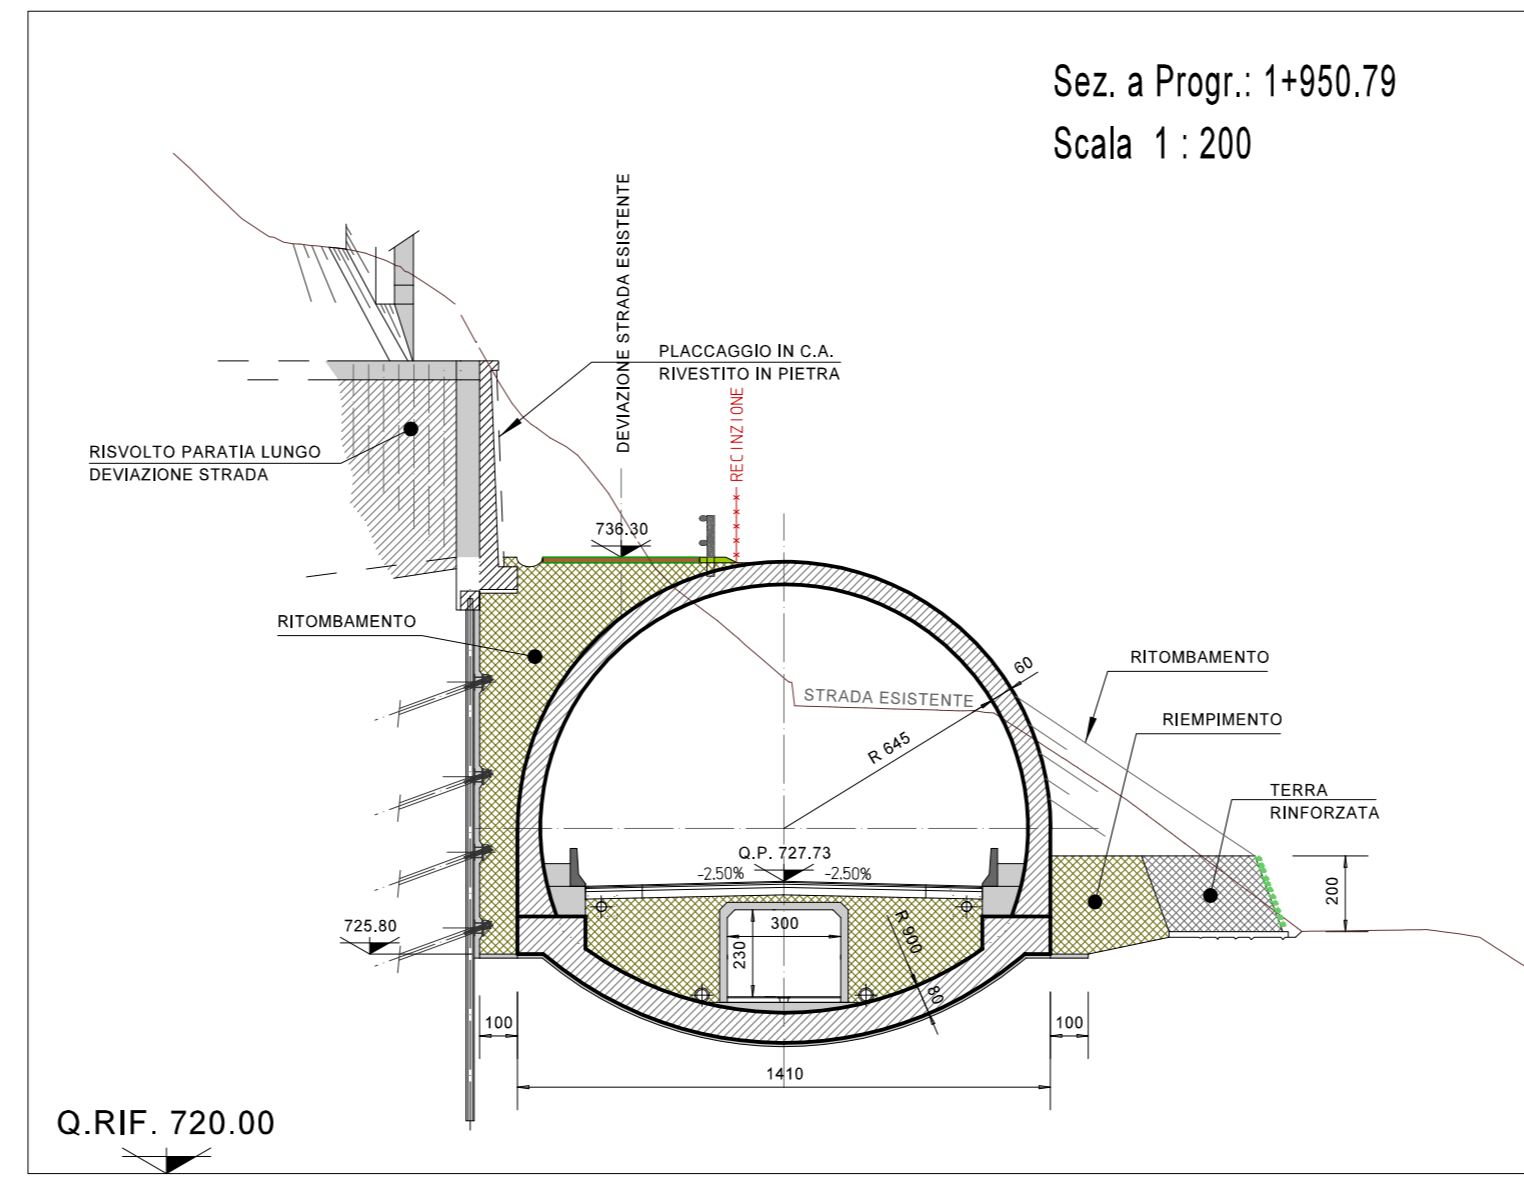 Sez. a Progr.: 1+950.79
Scala 1 : 200
DEVIAZIONE STRADA ESISTENTE
PLACCAGGIO IN C.A.
RIVESTITO IN PIETRA
RECINZIONE
RISVOLTO PARATIA LUNGO
DEVIAZIONE STRADA
736.30
RITOMBAMENTO
RITOMBAMENTO
60
STRADA ESISTENTE
RIEMPIMENTO
R 645
TERRA
RINFORZATA
Q.P. 727.73
-2.50%
-2.50%
200
725.80
300
230
R 900
80
100
100
1410
Q.RIF. 720.00